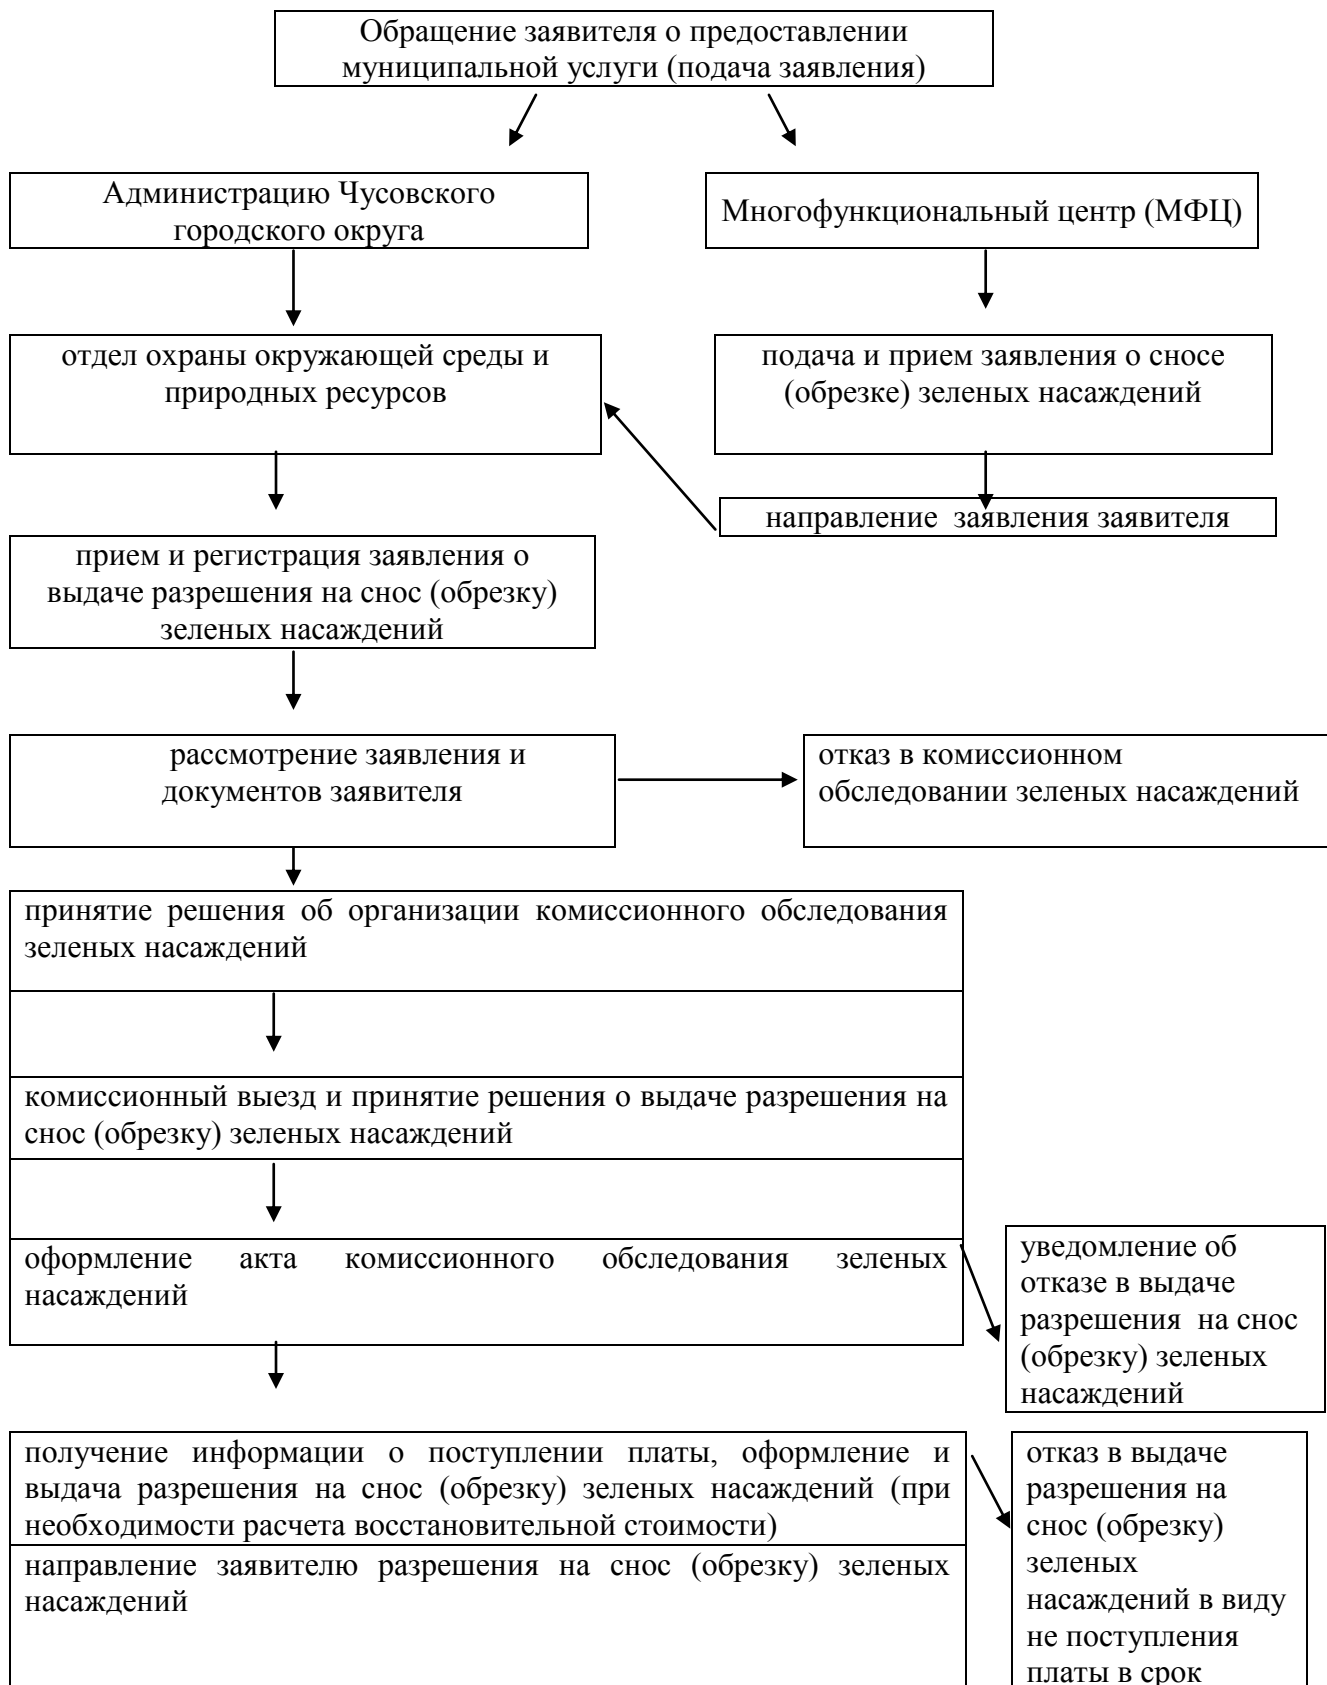 Обращение заявителя о предоставлении
муниципальной услуги (подача заявления)
Администрацию Чусовского
городского округа
Многофункциональный центр (МФЦ)
отдел охраны окружающей среды и
природных ресурсов
подача и прием заявления о сносе
(обрезке) зеленых насаждений
направление заявления заявителя
прием и регистрация заявления о
выдаче разрешения на снос (обрезку)
зеленых насаждений
рассмотрение заявления и
документов заявителя
отказ в комиссионном
обследовании зеленых насаждений
принятие решения об организации комиссионного обследования
зеленых насаждений
комиссионный выезд и принятие решения о выдаче разрешения на
снос (обрезку) зеленых насаждений
оформление акта комиссионного обследования зеленых
насаждений
уведомление об
отказе в выдаче
разрешения на снос
(обрезку) зеленых
насаждений
получение информации о поступлении платы, оформление и
выдача разрешения на снос (обрезку) зеленых насаждений (при
необходимости расчета восстановительной стоимости)
направление заявителю разрешения на снос (обрезку) зеленых
насаждений
отказ в выдаче
разрешения на
снос (обрезку)
зеленых
насаждений в виду
не поступления
платы в срок